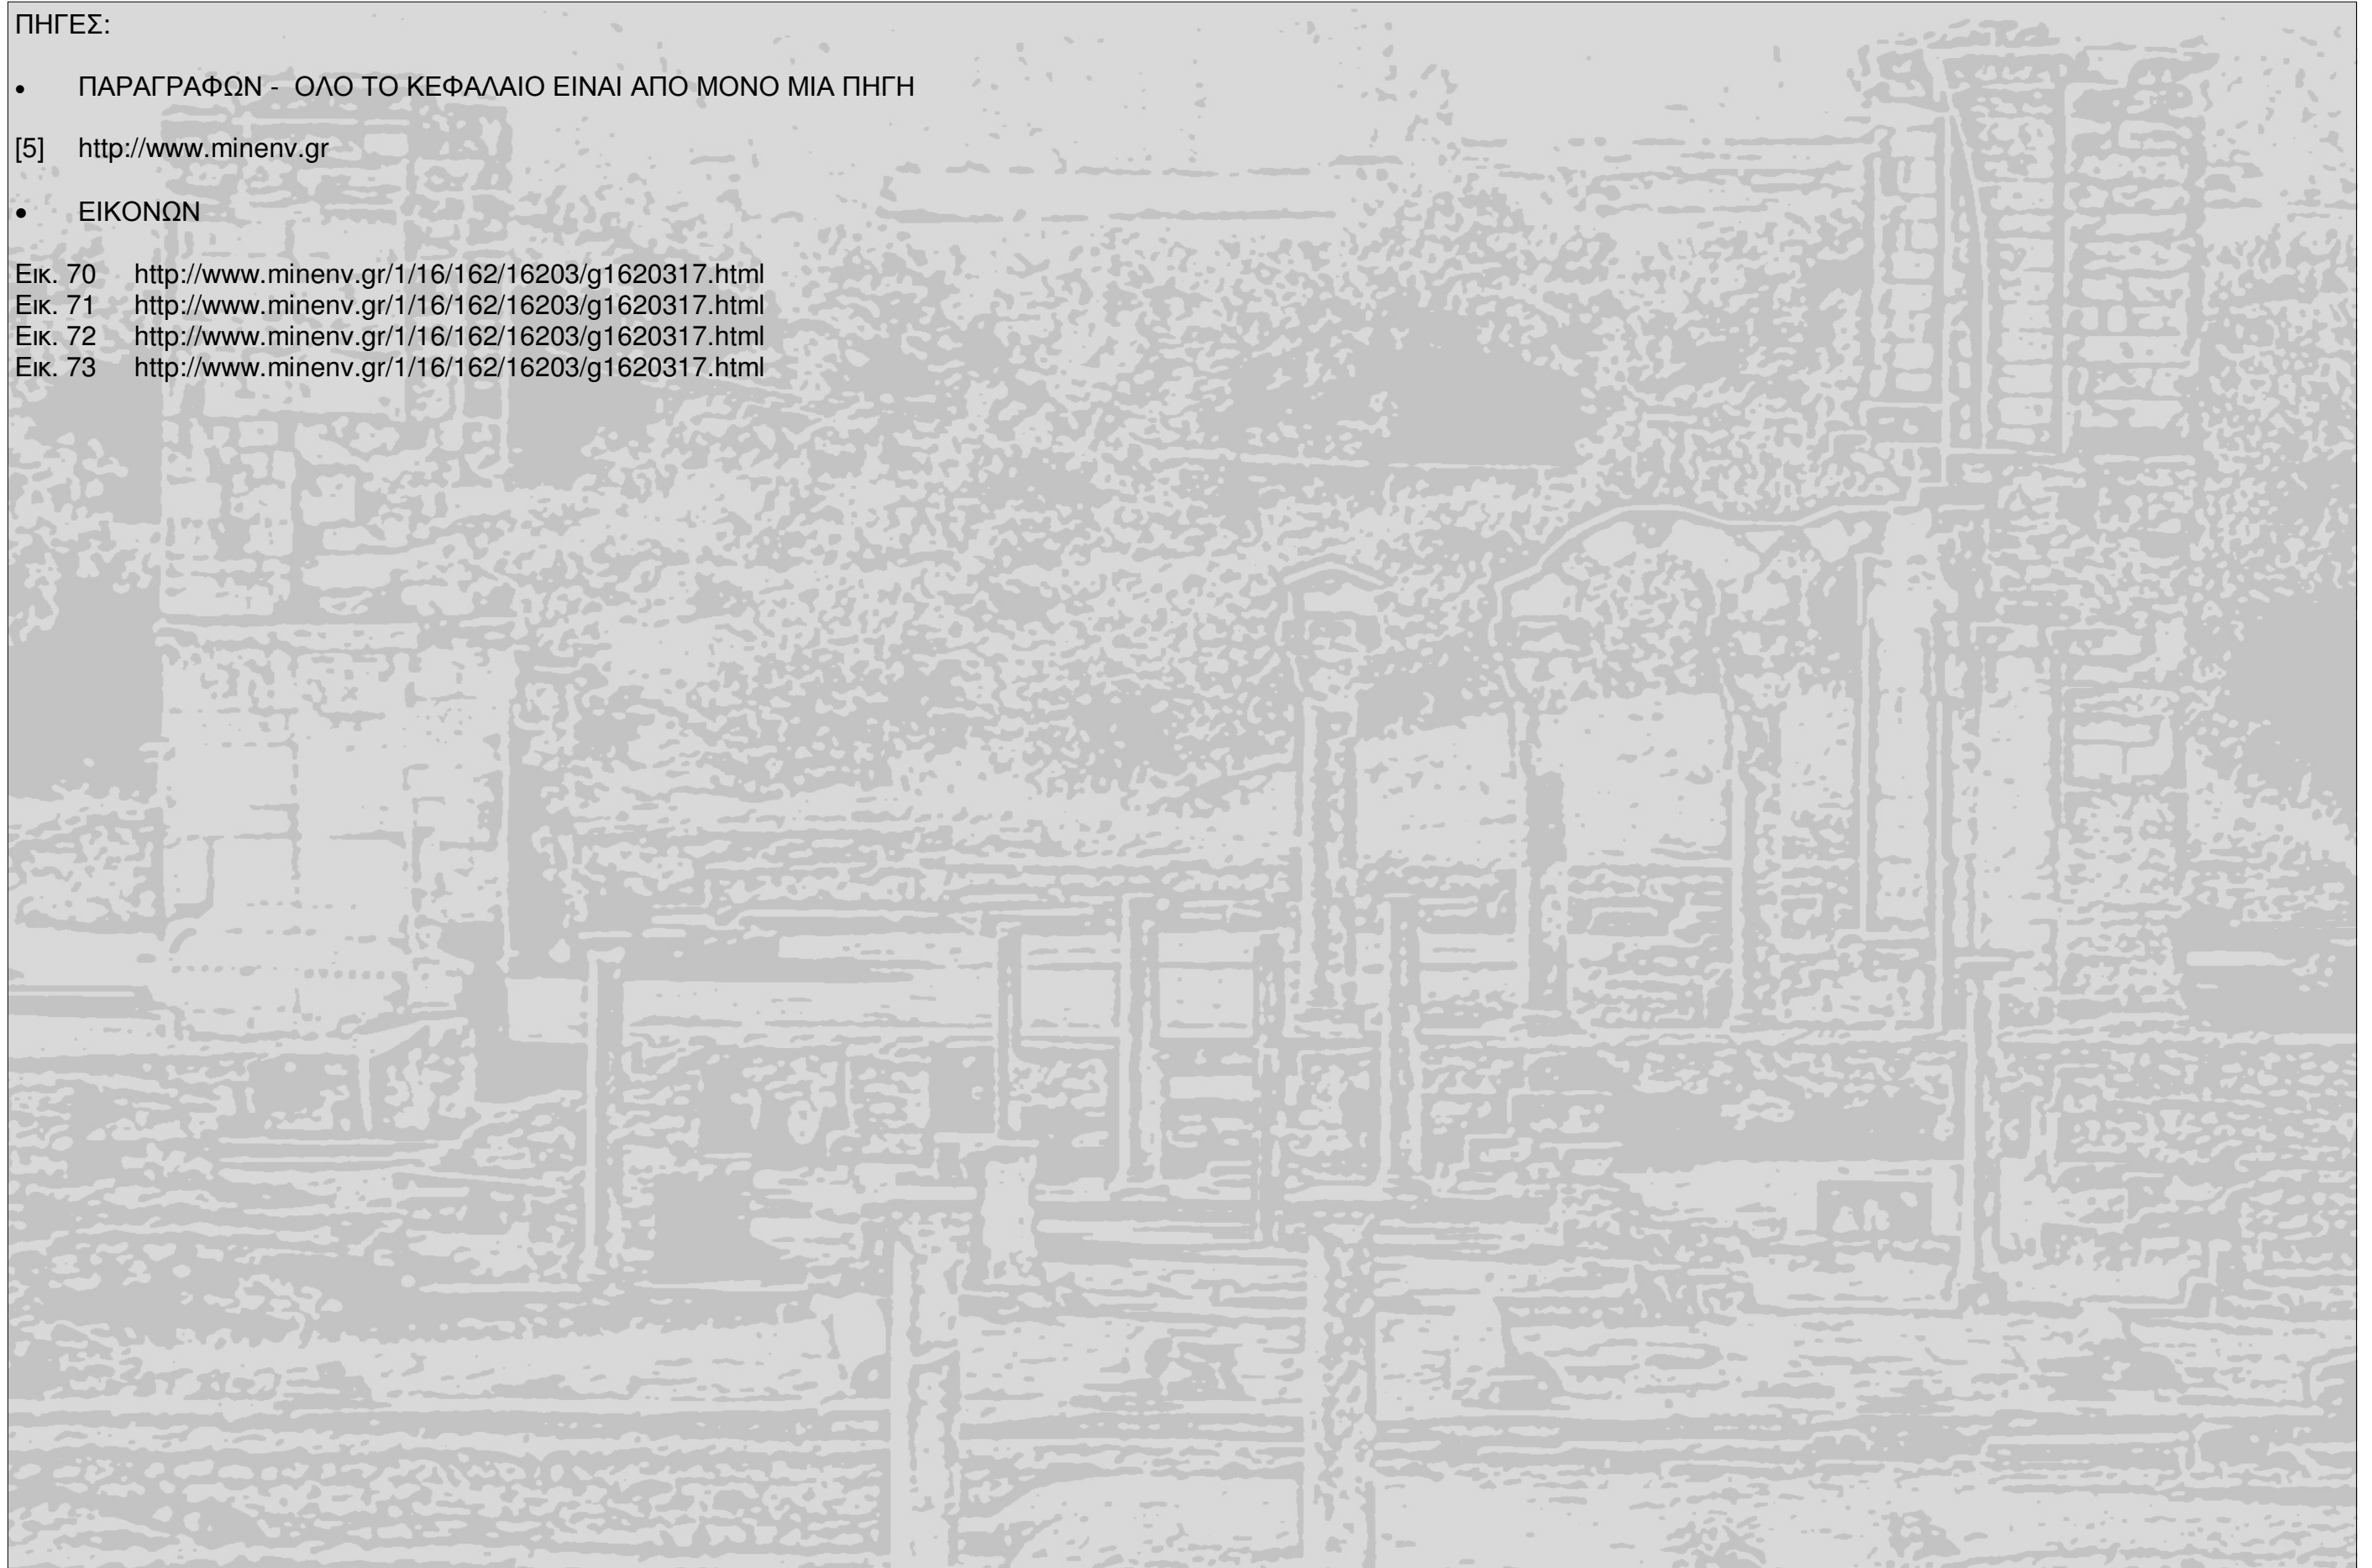 ΠΗΓΕΣ:
• ΠΑΡΑΓΡΑΦΩΝ - ΟΛΟ ΤΟ ΚΕΦΑΛΑΙΟ ΕΙΝΑΙ ΑΠΟ ΜΟΝΟ ΜΙΑ ΠΗΓΗ
[5] http://www.minenv.gr
• ΕΙΚΟΝΩΝ
Εικ. 70 http://www.minenv.gr/1/16/162/16203/g1620317.html
Εικ. 71 http://www.minenv.gr/1/16/162/16203/g1620317.html
Εικ. 72 http://www.minenv.gr/1/16/162/16203/g1620317.html
Εικ. 73 http://www.minenv.gr/1/16/162/16203/g1620317.html